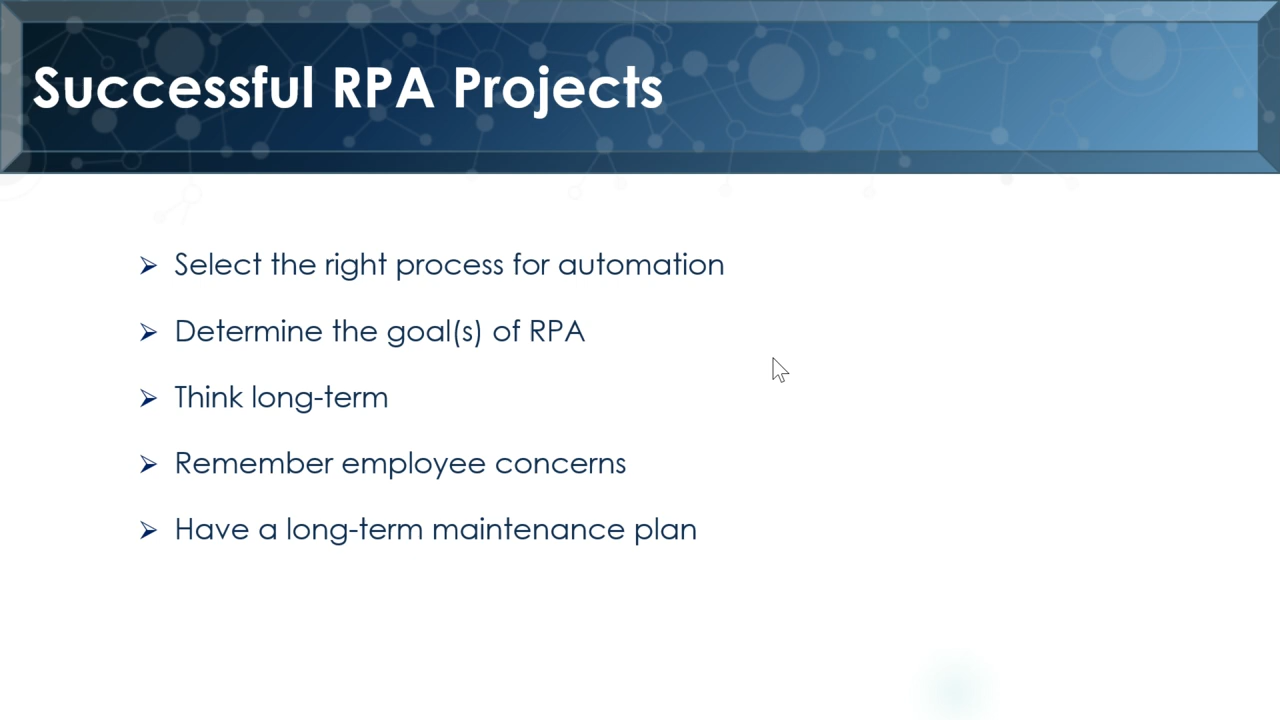 Successful RPA Projects
Select the right process for automation
Determine the goal(s) of RPA
Think long-term
Remember employee concerns
Have a long-term maintenance plan